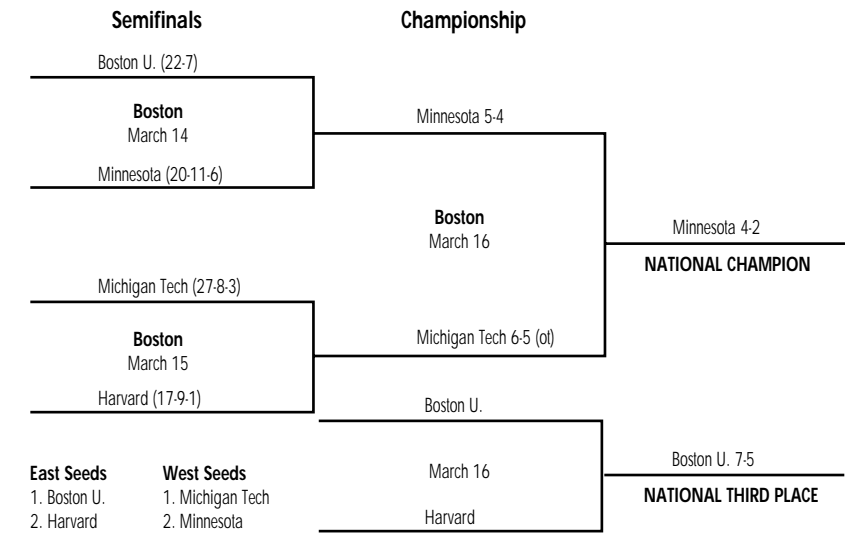 Semifinals
Championship
Boston U. (22-7)
Boston
March 14
Minnesota (20-11-6)
Minnesota 5-4
Boston
March 16
Minnesota 4-2
NATIONAL CHAMPION
Michigan Tech (27-8-3)
Boston
March 15
Harvard (17-9-1)
Michigan Tech 6-5 (ot)
Boston U.
March 16
Harvard
Boston U. 7-5
NATIONAL THIRD PLACE
East Seeds
1. Boston U.
2. Harvard
West Seeds
1. Michigan Tech
2. Minnesota